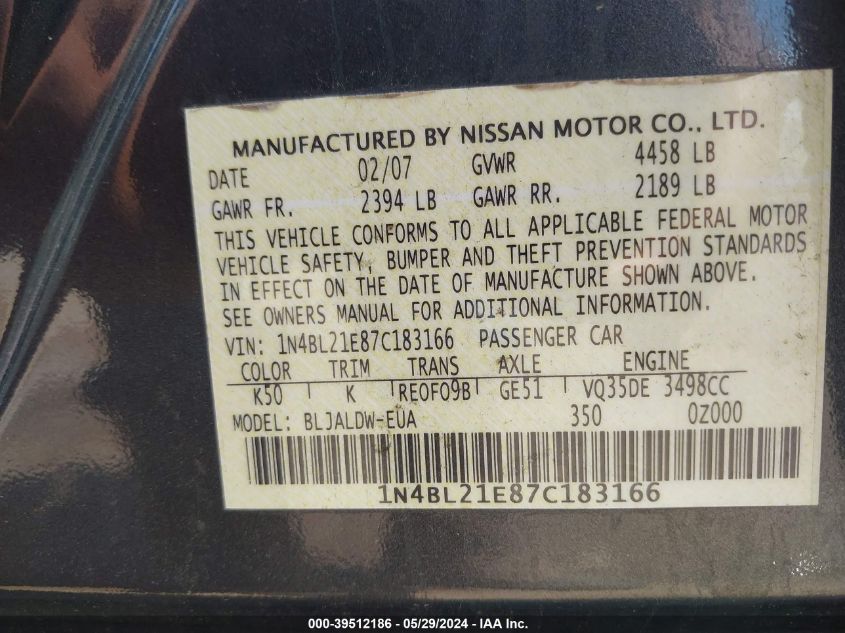 MANUFACTURED BY NISSAN MOTOR CO., LTD.
DATE 02/07 GVWR 4458 LB
GAWR FR. 2394 LB GAWR RR. 2189 LB
THIS VEHICLE CONFORMS TO ALL APPLICABLE FEDERAL MOTOR
VEHICLE SAFETY, BUMPER AND THEFT PREVENTION STANDARDS
IN EFFECT ON THE DATE OF MANUFACTURE SHOWN ABOVE.
SEE OWNERS MANUAL FOR ADDITIONAL INFORMATION.
VIN: 1N4BL21E87C183166 PASSENGER CAR
COLOR TRIM TRANS AXLE ENGINE
K50 K RE0F09B GE51 VQ35DE 3498CC
MODEL: BLJALDW-EUA 350 0Z000
1N4BL21E87C183166
000-39512186 - 05/29/2024 - IAA Inc.